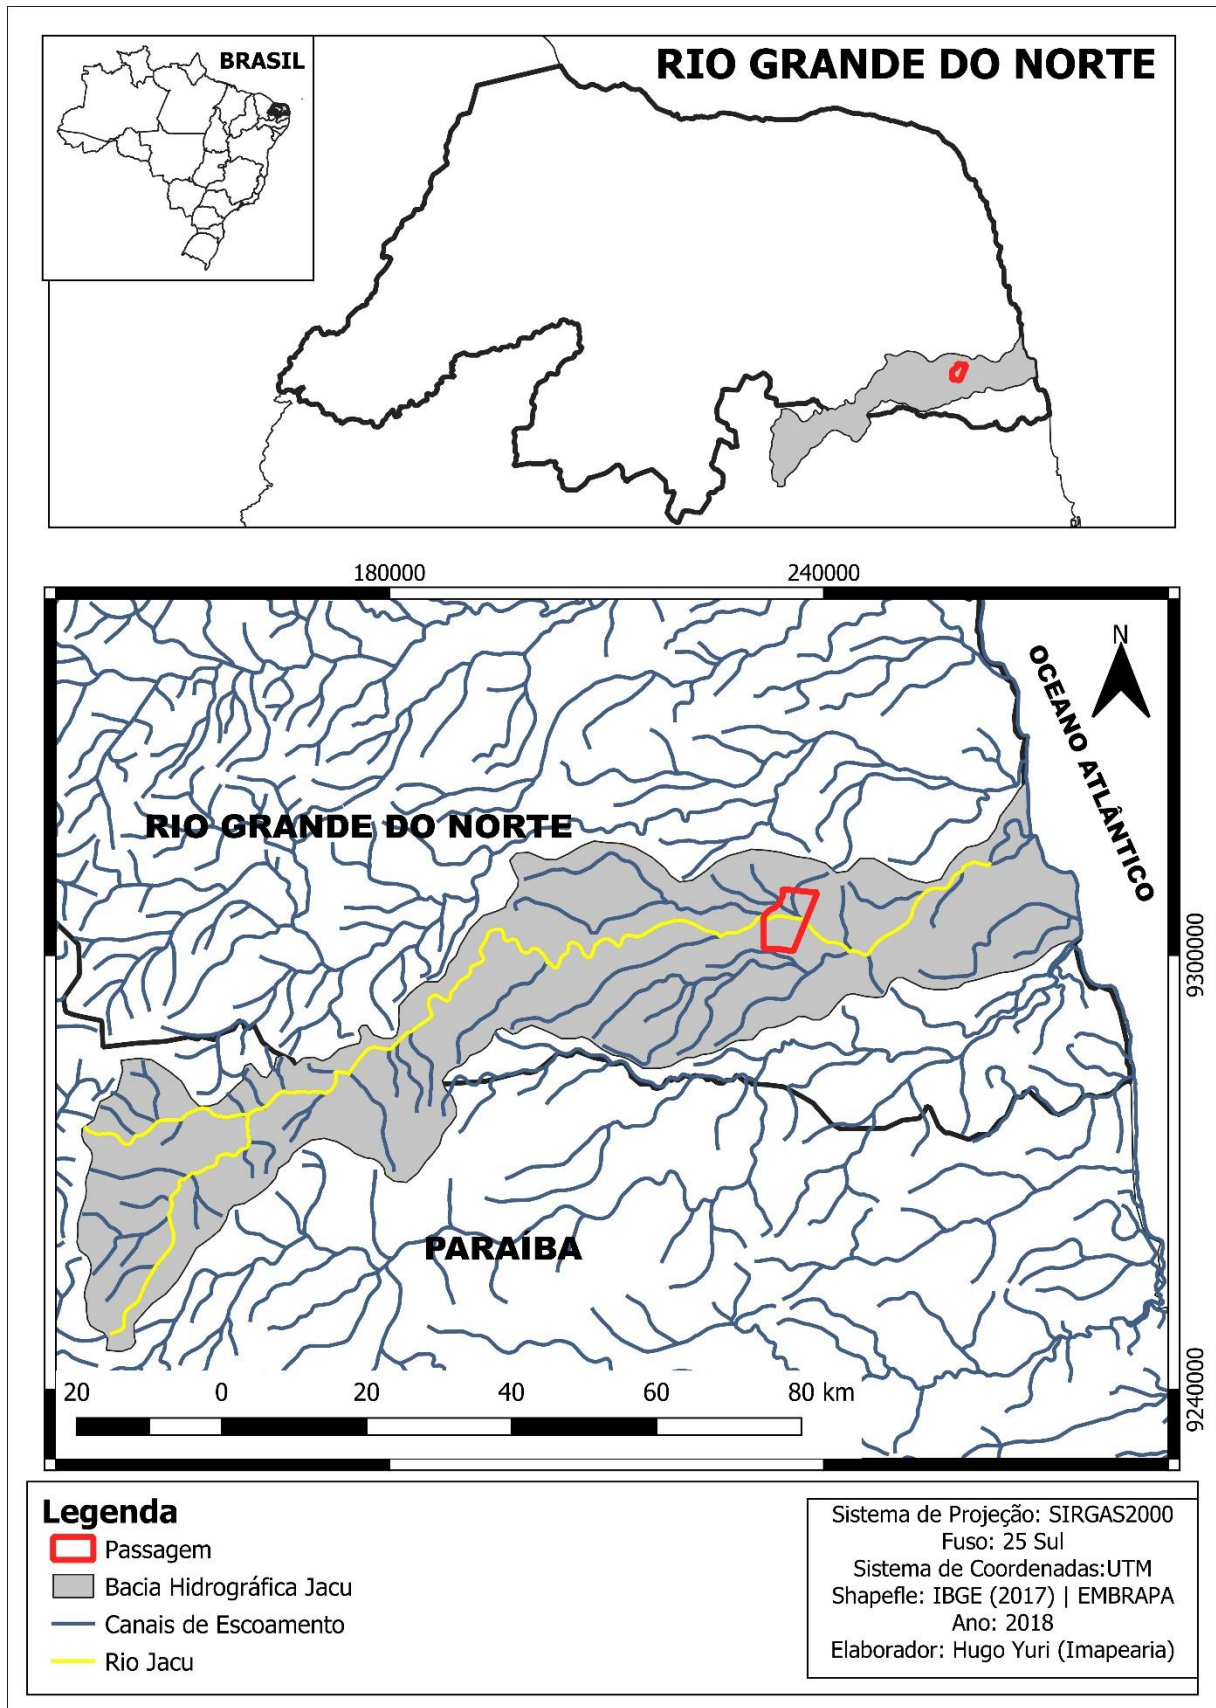 BRASIL
RIO GRANDE DO NORTE
180000
240000
N
OCEANO ATLÂNTICO
RIO GRANDE DO NORTE
9300000
PARAÍBA
9240000
20 0 20 40 60 80 km
Legenda
Passagem
Bacia Hidrográfica Jacu
Canais de Escoamento
Rio Jacu
Sistema de Projeção: SIRGAS2000
Fuso: 25 Sul
Sistema de Coordenadas:UTM
Shapefle: IBGE (2017) | EMBRAPA
Ano: 2018
Elaborador: Hugo Yuri (Imapearia)